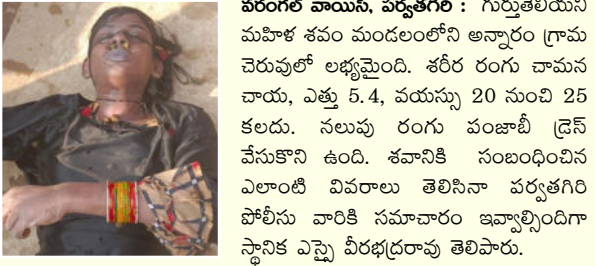 వరంగల్ వాయిస్, పర్వతగిరి : గుర్తుతెలియని
మహిళ శవం మండలంలోని అన్నారం గ్రామ
చెరువులో లభ్యమైంది. శరీర రంగు చామన
చాయ, ఎత్తు 5.4, వయస్సు 20 నుంచి 25
కలదు. నలుపు రంగు పంజాబీ డ్రెస్
వేసుకొని ఉంది. శవానికి సంబంధించిన
ఎలాంటి వివరాలు తెలిసినా పర్వతగిరి
పోలీసు వారికి సమాచారం ఇవ్వాల్సిందిగా
స్థానిక ఎస్సై వీరభద్రరావు తెలిపారు.